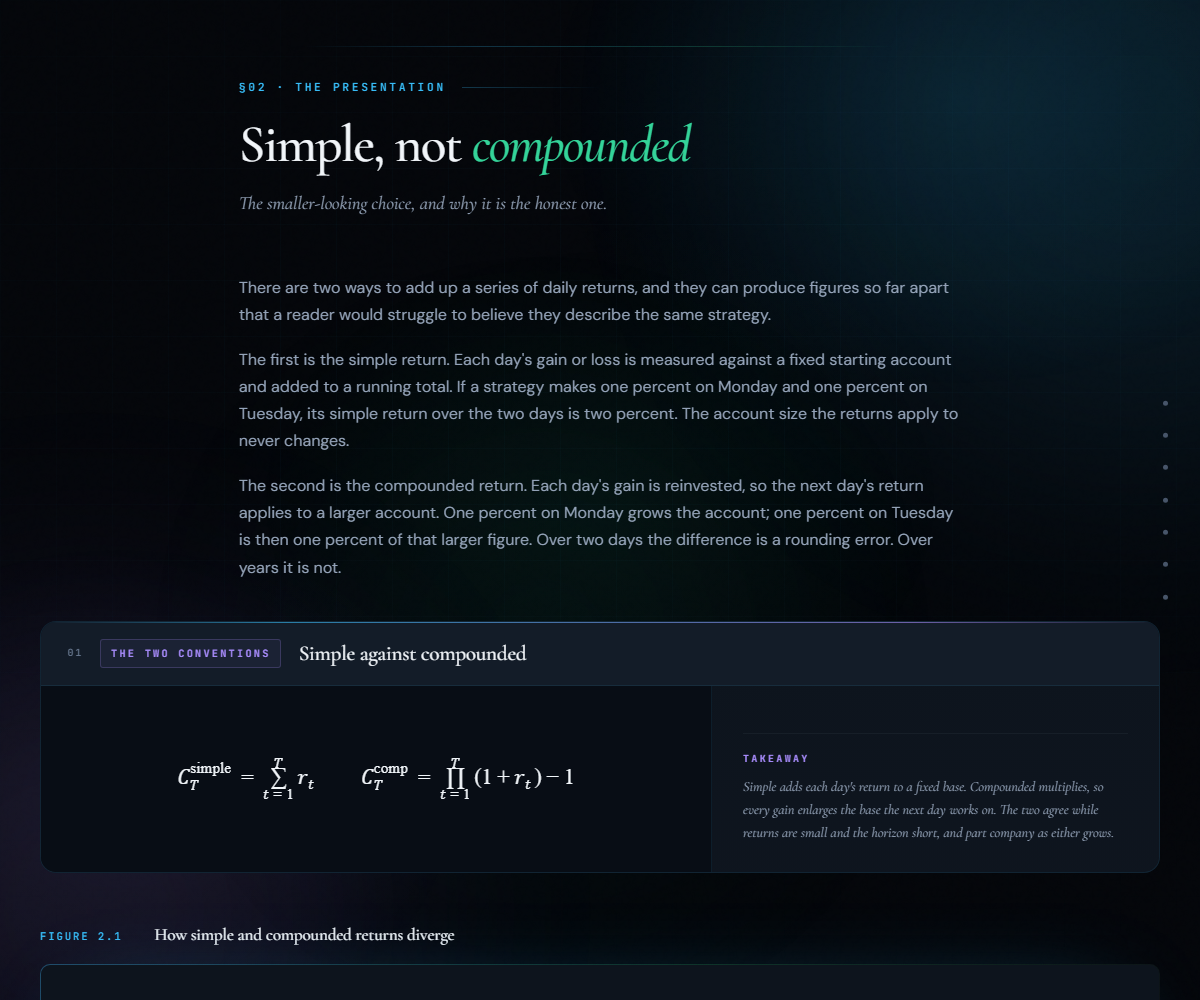 §02 · THE PRESENTATION
Simple, not compounded
The smaller-looking choice, and why it is the honest one.
There are two ways to add up a series of daily returns, and they can produce figures so far apart
that a reader would struggle to believe they describe the same strategy.
The first is the simple return. Each day's gain or loss is measured against a fixed starting account
and added to a running total. If a strategy makes one percent on Monday and one percent on
Tuesday, its simple return over the two days is two percent. The account size the returns apply to
never changes.
The second is the compounded return. Each day's gain is reinvested, so the next day's return
applies to a larger account. One percent on Monday grows the account; one percent on Tuesday
is then one percent of that larger figure. Over two days the difference is a rounding error. Over
years it is not.
01 THE TWO CONVENTIONS Simple against compounded
C_T^simple = ∑_{t=1}^T r_t C_T^comp = ∏_{t=1}^T (1 + r_t) − 1
TAKEAWAY
Simple adds each day's return to a fixed base. Compounded multiplies, so
every gain enlarges the base the next day works on. The two agree while
returns are small and the horizon short, and part company as either grows.
FIGURE 2.1 How simple and compounded returns diverge